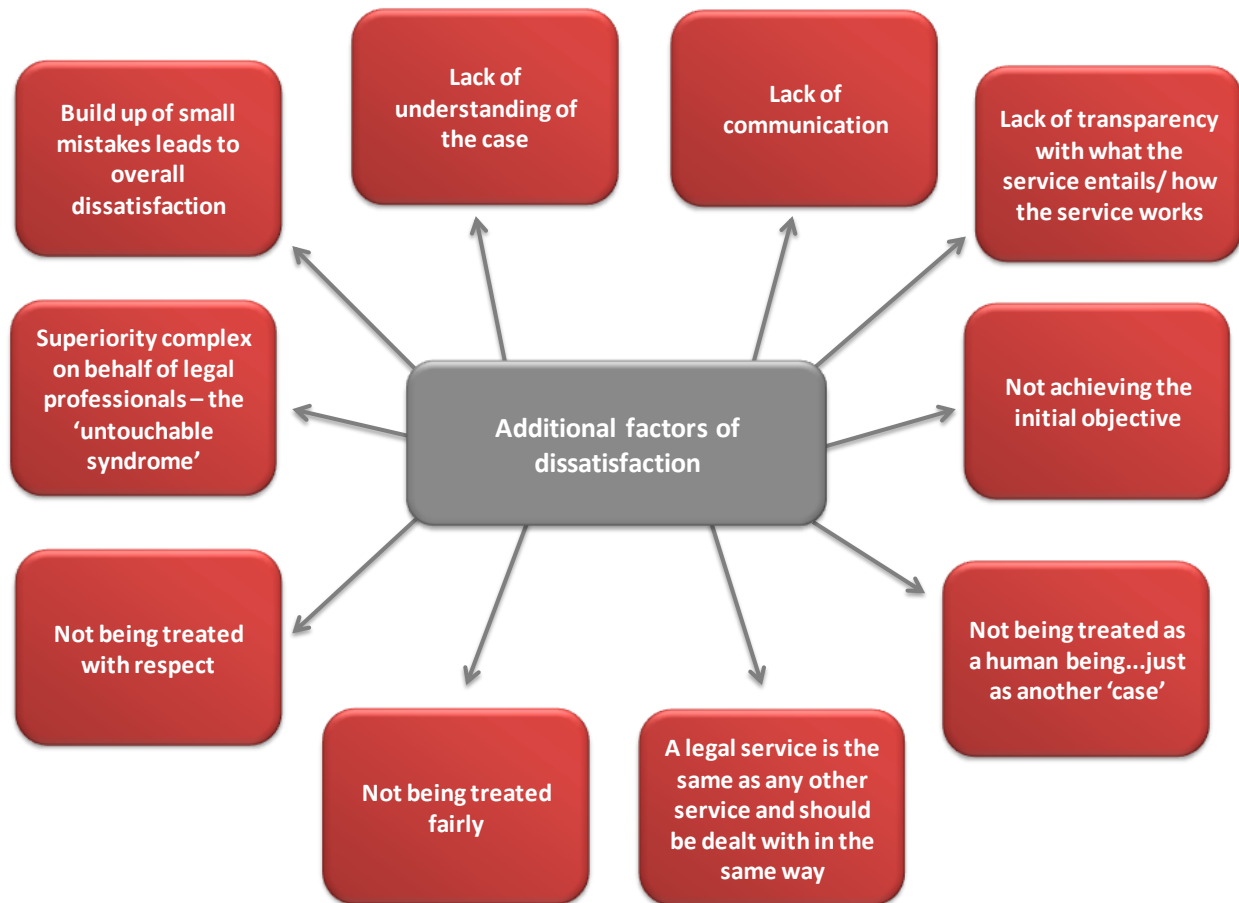 Build up of small
mistakes leads to
overall
dissatisfaction
Lack of
understanding of
the case
Lack of
communication
Lack of transparency
with what the
service entails/ how
the service works
Superiority complex
on behalf of legal
professionals – the
‘untouchable
syndrome’
Additional factors of
dissatisfaction
Not achieving the
initial objective
Not being treated
with respect
Not being treated
fairly
A legal service is the
same as any other
service and should
be dealt with in the
same way
Not being treated as
a human being...just
as another ‘case’